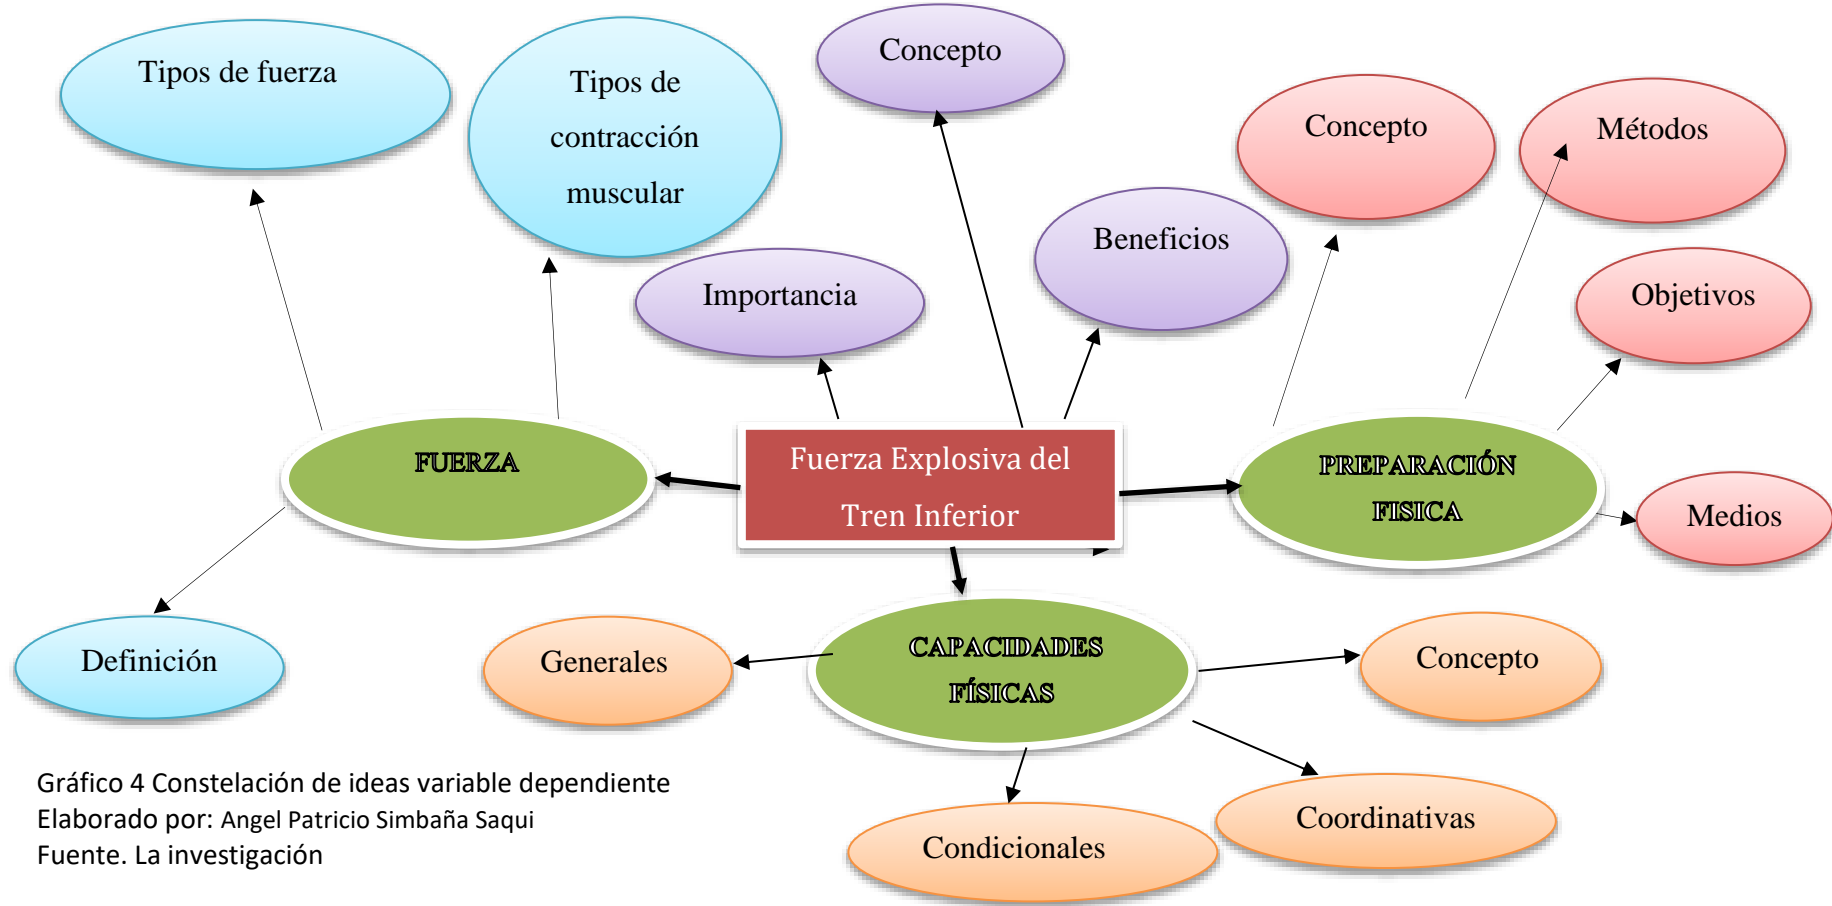 Tipos de fuerza
Tipos de
contracción
muscular
Concepto
Concepto
Métodos
Importancia
Beneficios
Objetivos
FUERZA
Fuerza Explosiva del
Tren Inferior
PREPARACIÓN
FISICA
Medios
Definición
Generales
CAPACIDADES
FÍSICAS
Concepto
Condicionales
Coordinativas
Gráfico 4 Constelación de ideas variable dependiente
Elaborado por: Angel Patricio Simbaña Saqui
Fuente. La investigación